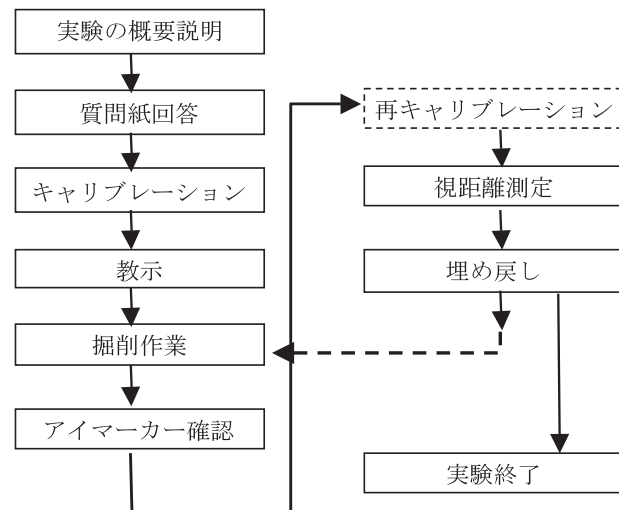 実験の概要説明
質問紙回答
キャリブレーション
教示
掘削作業
アイマーカー確認
再キャリブレーション
視距離測定
埋め戻し
実験終了